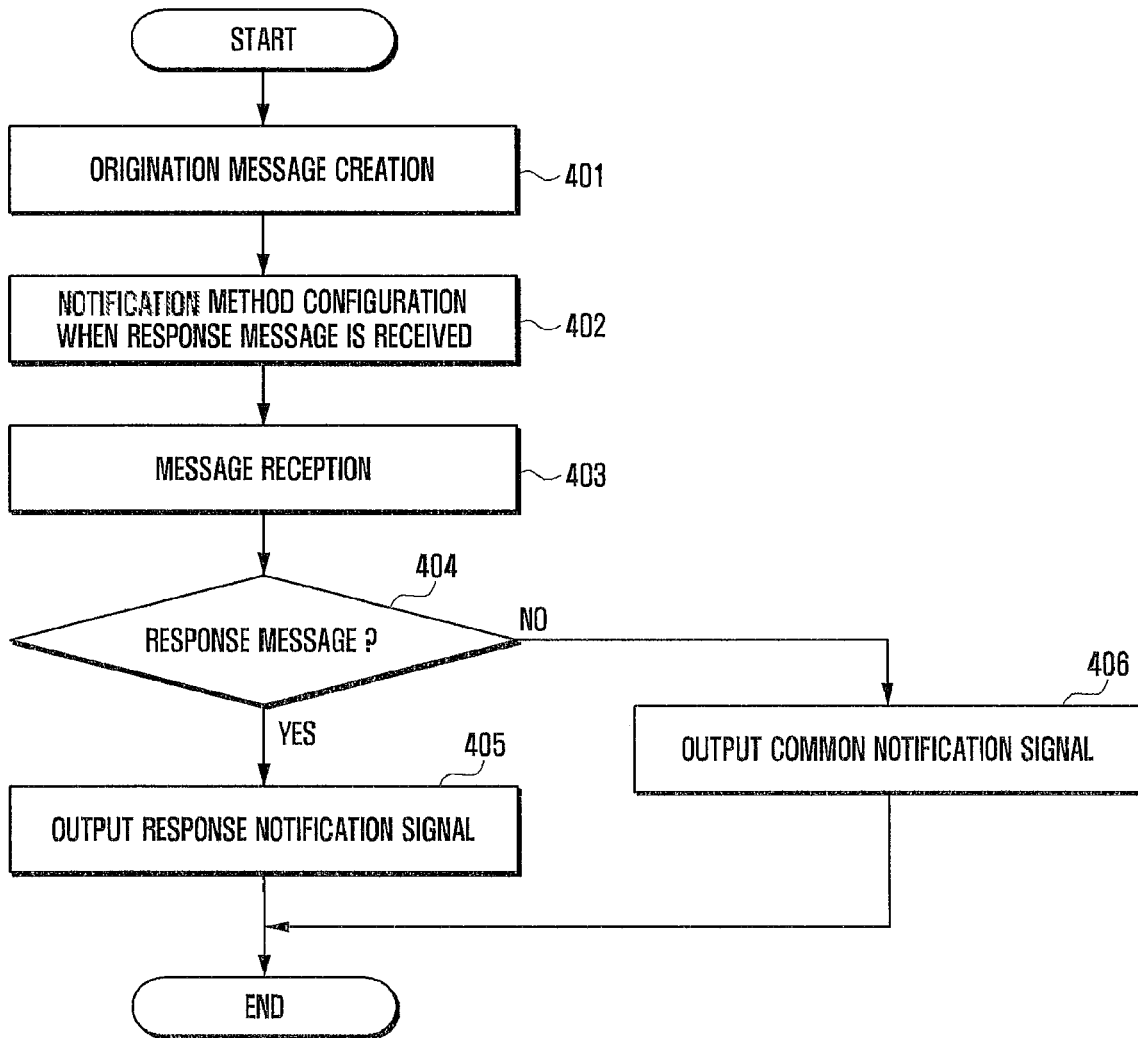 START
ORIGINATION MESSAGE CREATION
401
NOTIFICATION METHOD CONFIGURATION
WHEN RESPONSE MESSAGE IS RECEIVED
402
MESSAGE RECEPTION
403
404
RESPONSE MESSAGE ?
NO
YES
406
OUTPUT COMMON NOTIFICATION SIGNAL
405
OUTPUT RESPONSE NOTIFICATION SIGNAL
END